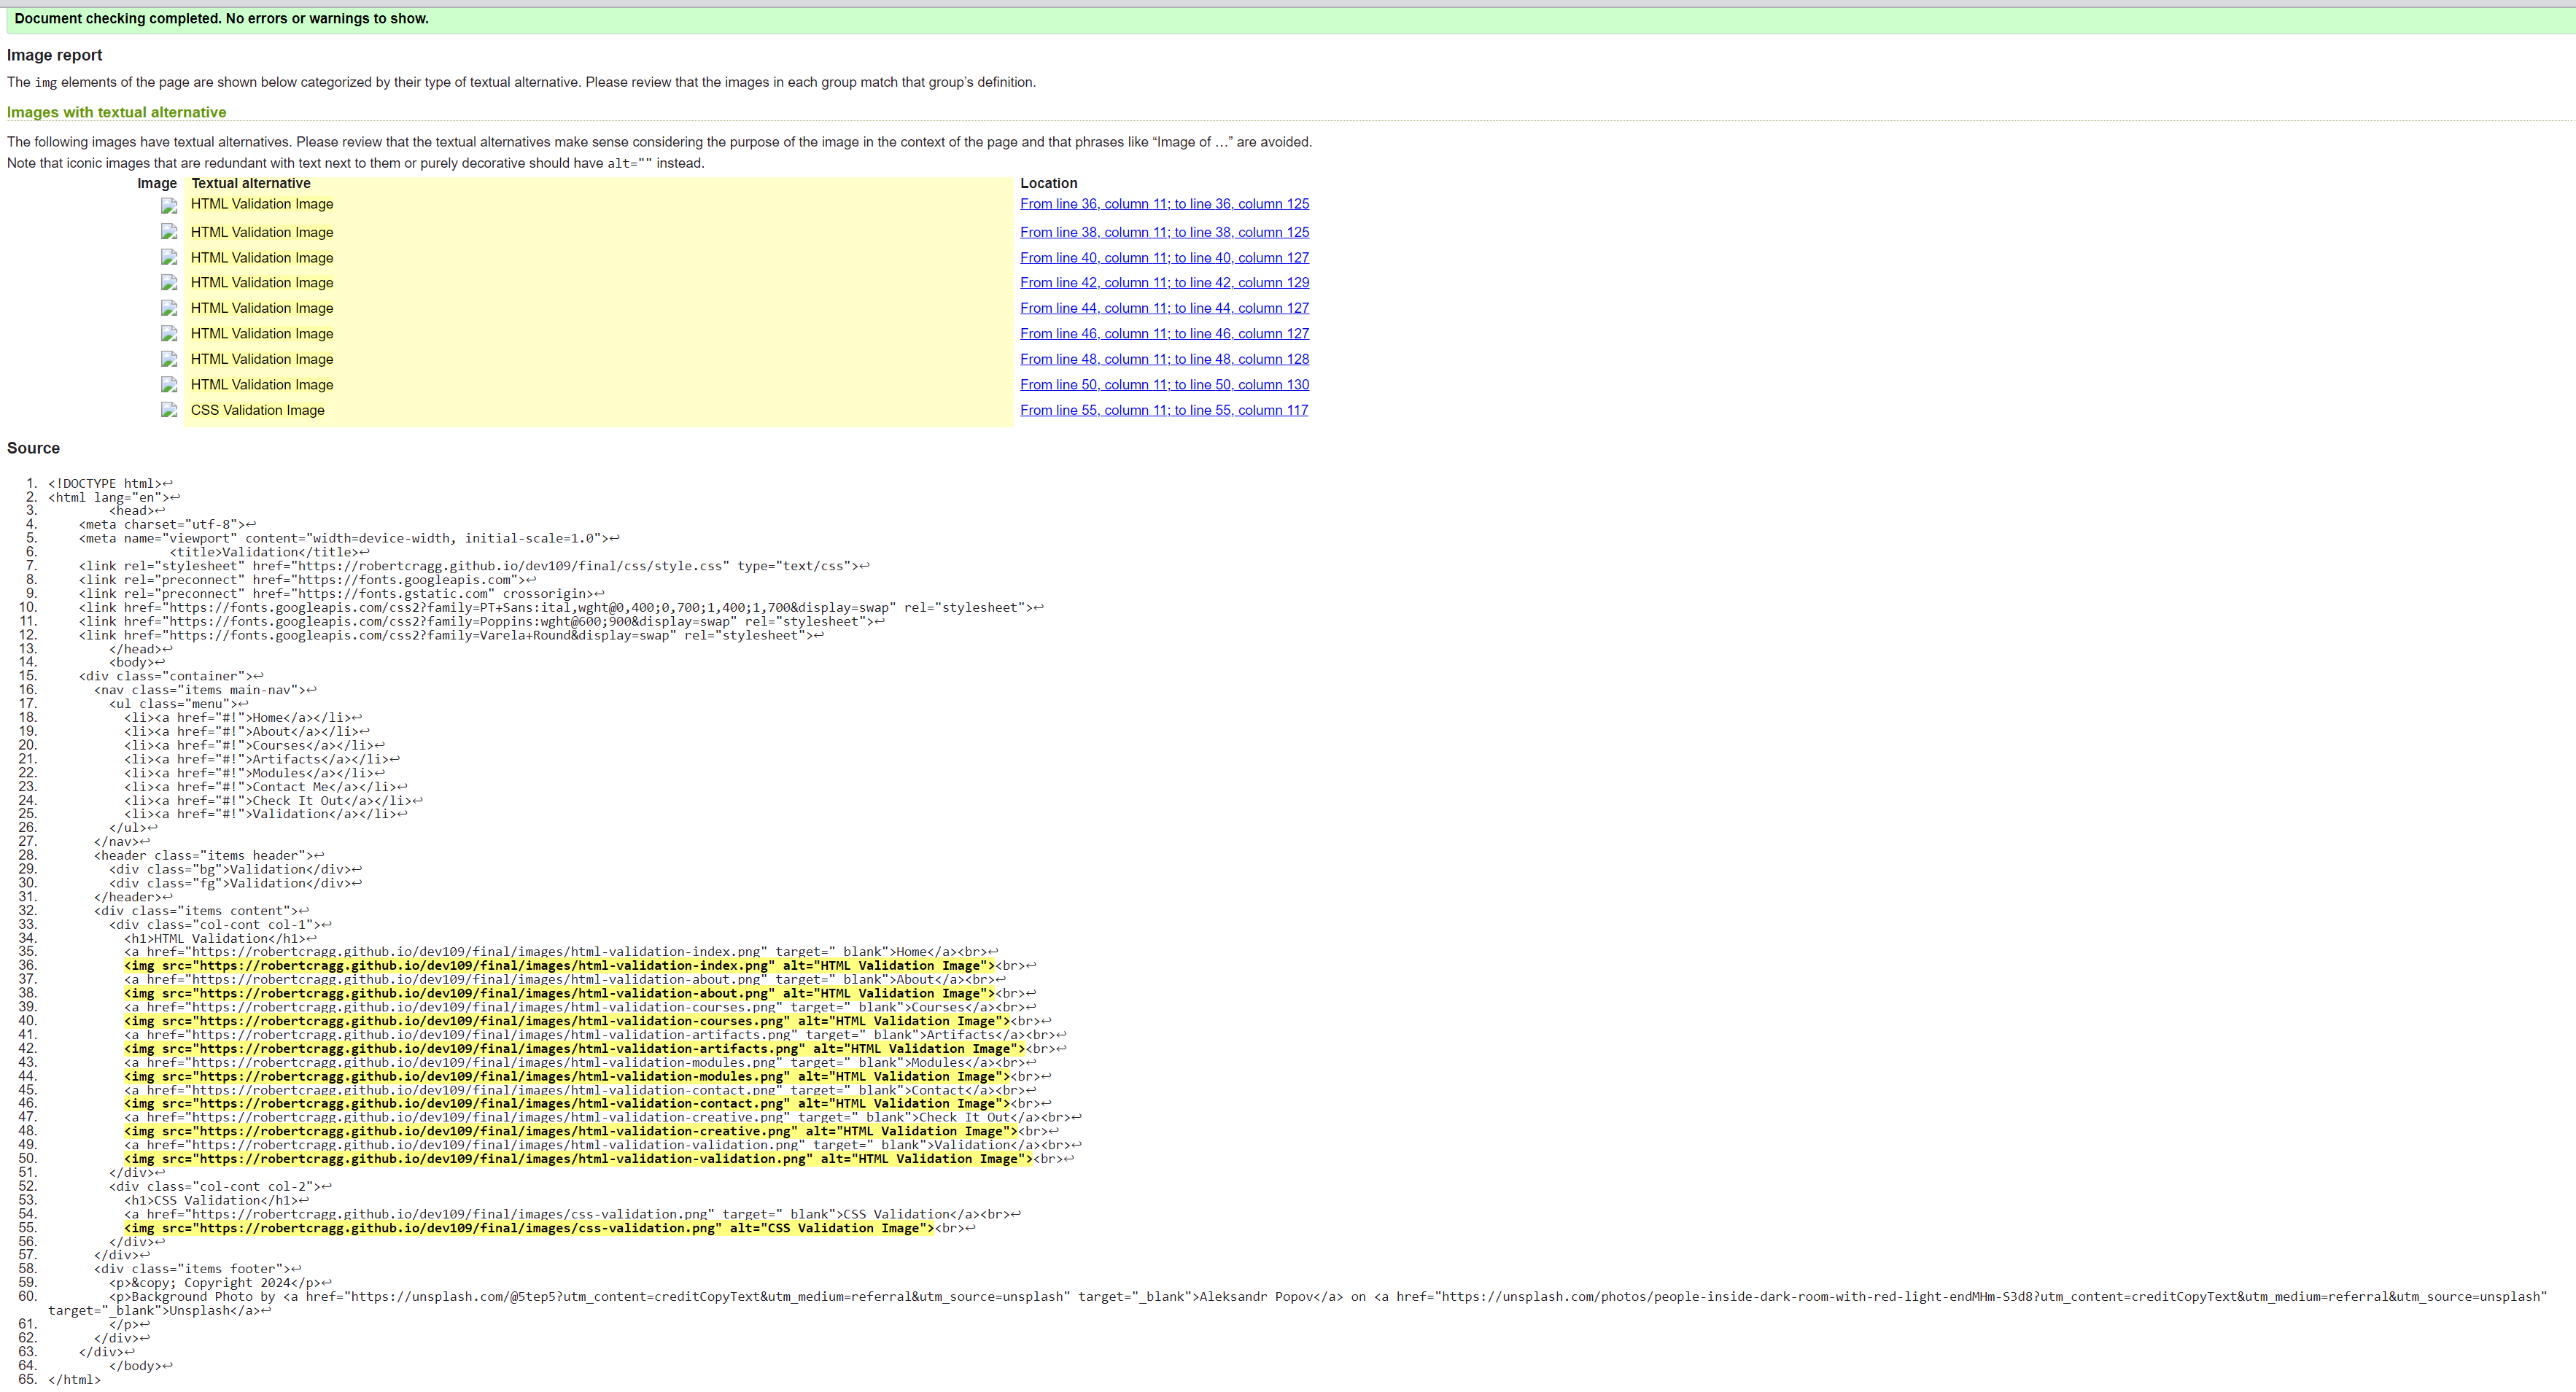 Document checking completed. No errors or warnings to show.
Image report
The img elements of the page are shown below categorized by their type of textual alternative. Please review that the images in each group match that group's definition.
Images with textual alternative
The following images have textual alternatives. Please review that the textual alternatives make sense considering the purpose of the image in the context of the page and that phrases like “Image of …” are avoided.
Note that iconic images that are redundant with text next to them or purely decorative should have alt="" instead.
Image Textual alternative Location
HTML Validation Image From line 36, column 11; to line 36, column 125
HTML Validation Image From line 38, column 11; to line 38, column 125
HTML Validation Image From line 40, column 11; to line 40, column 127
HTML Validation Image From line 42, column 11; to line 42, column 129
HTML Validation Image From line 44, column 11; to line 44, column 127
HTML Validation Image From line 46, column 11; to line 46, column 127
HTML Validation Image From line 48, column 11; to line 48, column 128
HTML Validation Image From line 50, column 11; to line 50, column 130
CSS Validation Image From line 55, column 11; to line 55, column 117
Source
1. <!DOCTYPE html>↩
2. <html lang="en">↩
3. <head>↩
4. <meta charset="utf-8">↩
5. <meta name="viewport" content="width=device-width, initial-scale=1.0">↩
6. <title>Validation</title>↩
7. <link rel="stylesheet" href="https://robertcragg.github.io/dev109/final/css/style.css" type="text/css">↩
8. <link rel="preconnect" href="https://fonts.googleapis.com">↩
9. <link rel="preconnect" href="https://fonts.gstatic.com" crossorigin>↩
10. <link href="https://fonts.googleapis.com/css2?family=PT+Sans:ital,wght@0,400;0,700;1,400;1,700&display=swap" rel="stylesheet">↩
11. <link href="https://fonts.googleapis.com/css2?family=Poppins:wght@600;900&display=swap" rel="stylesheet">↩
12. <link href="https://fonts.googleapis.com/css2?family=Varela+Round&display=swap" rel="stylesheet">↩
13. </head>↩
14. <body>↩
15. <div class="container">↩
16. <nav class="items main-nav">↩
17. <ul class="menu">↩
18. <li><a href="#!">Home</a></li>↩
19. <li><a href="#!">About</a></li>↩
20. <li><a href="#!">Courses</a></li>↩
21. <li><a href="#!">Artifacts</a></li>↩
22. <li><a href="#!">Modules</a></li>↩
23. <li><a href="#!">Contact Me</a></li>↩
24. <li><a href="#!">Check It Out</a></li>↩
25. <li><a href="#!">Validation</a></li>↩
26. </ul>↩
27. </nav>↩
28. <header class="items header">↩
29. <div class="bg">Validation</div>↩
30. <div class="fg">Validation</div>↩
31. </header>↩
32. <div class="items content">↩
33. <div class="col-cont col-1">↩
34. <h1>HTML Validation</h1>↩
35. <a href="https://robertcragg.github.io/dev109/final/images/html-validation-index.png" target="_blank">Home</a><br>↩
36. <img src="https://robertcragg.github.io/dev109/final/images/html-validation-index.png" alt="HTML Validation Image"><br>↩
37. <a href="https://robertcragg.github.io/dev109/final/images/html-validation-about.png" target="_blank">About</a><br>↩
38. <img src="https://robertcragg.github.io/dev109/final/images/html-validation-about.png" alt="HTML Validation Image"><br>↩
39. <a href="https://robertcragg.github.io/dev109/final/images/html-validation-courses.png" target="_blank">Courses</a><br>↩
40. <img src="https://robertcragg.github.io/dev109/final/images/html-validation-courses.png" alt="HTML Validation Image"><br>↩
41. <a href="https://robertcragg.github.io/dev109/final/images/html-validation-artifacts.png" target="_blank">Artifacts</a><br>↩
42. <img src="https://robertcragg.github.io/dev109/final/images/html-validation-artifacts.png" alt="HTML Validation Image"><br>↩
43. <a href="https://robertcragg.github.io/dev109/final/images/html-validation-modules.png" target="_blank">Modules</a><br>↩
44. <img src="https://robertcragg.github.io/dev109/final/images/html-validation-modules.png" alt="HTML Validation Image"><br>↩
45. <a href="https://robertcragg.github.io/dev109/final/images/html-validation-contact.png" target="_blank">Contact</a><br>↩
46. <img src="https://robertcragg.github.io/dev109/final/images/html-validation-contact.png" alt="HTML Validation Image"><br>↩
47. <a href="https://robertcragg.github.io/dev109/final/images/html-validation-creative.png" target="_blank">Check It Out</a><br>↩
48. <img src="https://robertcragg.github.io/dev109/final/images/html-validation-creative.png" alt="HTML Validation Image"><br>↩
49. <a href="https://robertcragg.github.io/dev109/final/images/html-validation-validation.png" target="_blank">Validation</a><br>↩
50. <img src="https://robertcragg.github.io/dev109/final/images/html-validation-validation.png" alt="HTML Validation Image"><br>↩
51. </div>↩
52. <div class="col-cont col-2">↩
53. <h1>CSS Validation</h1>↩
54. <a href="https://robertcragg.github.io/dev109/final/images/css-validation.png" target="_blank">CSS Validation</a><br>↩
55. <img src="https://robertcragg.github.io/dev109/final/images/css-validation.png" alt="CSS Validation Image"><br>↩
56. </div>↩
57. </div>↩
58. <div class="items footer">↩
59. <p>&copy; Copyright 2024</p>↩
60. <p>Background Photo by <a href="https://unsplash.com/@5tep5?utm_content=creditCopyText&utm_medium=referral&utm_source=unsplash" target="_blank">Aleksandr Popov</a> on <a href="https://unsplash.com/photos/people-inside-dark-room-with-red-light-endMHm-S3d8?utm_content=creditCopyText&utm_medium=referral&utm_source=unsplash"
target="_blank">Unsplash</a>↩
61. </p>↩
62. </div>↩
63. </div>↩
64. </body>↩
65. </html>